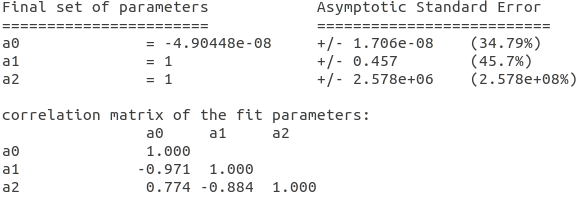 Final set of parameters            Asymptotic Standard Error
=======================            ==========================
a0              = -4.90448e-08     +/- 1.706e-08    (34.79%)
a1              = 1                +/- 0.457        (45.7%)
a2              = 1                +/- 2.578e+06    (2.578e+08%)
correlation matrix of the fit parameters:
                a0     a1     a2
a0              1.000
a1             -0.971  1.000
a2              0.774 -0.884  1.000